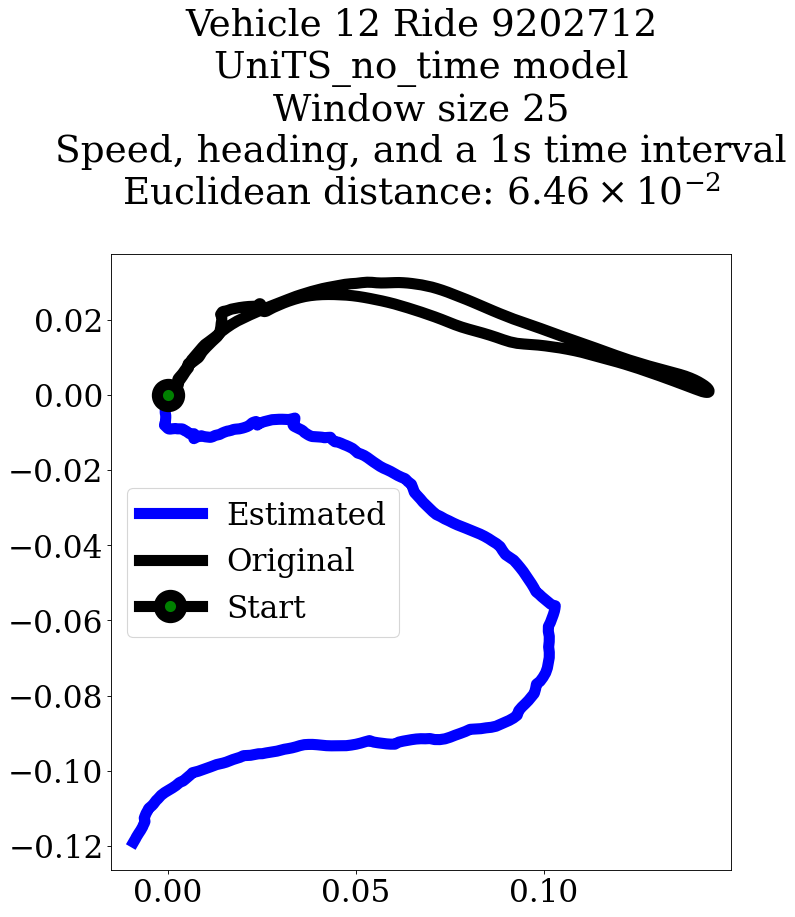 Vehicle 12 Ride 9202712
UniTS_no_time model
Window size 25
Speed, heading, and a 1s time interval
Euclidean distance: 6.46 × 10⁻²
0.02
0.00
−0.02
−0.04
−0.06
−0.08
−0.10
−0.12
Estimated
Original
Start
0.00 0.05 0.10